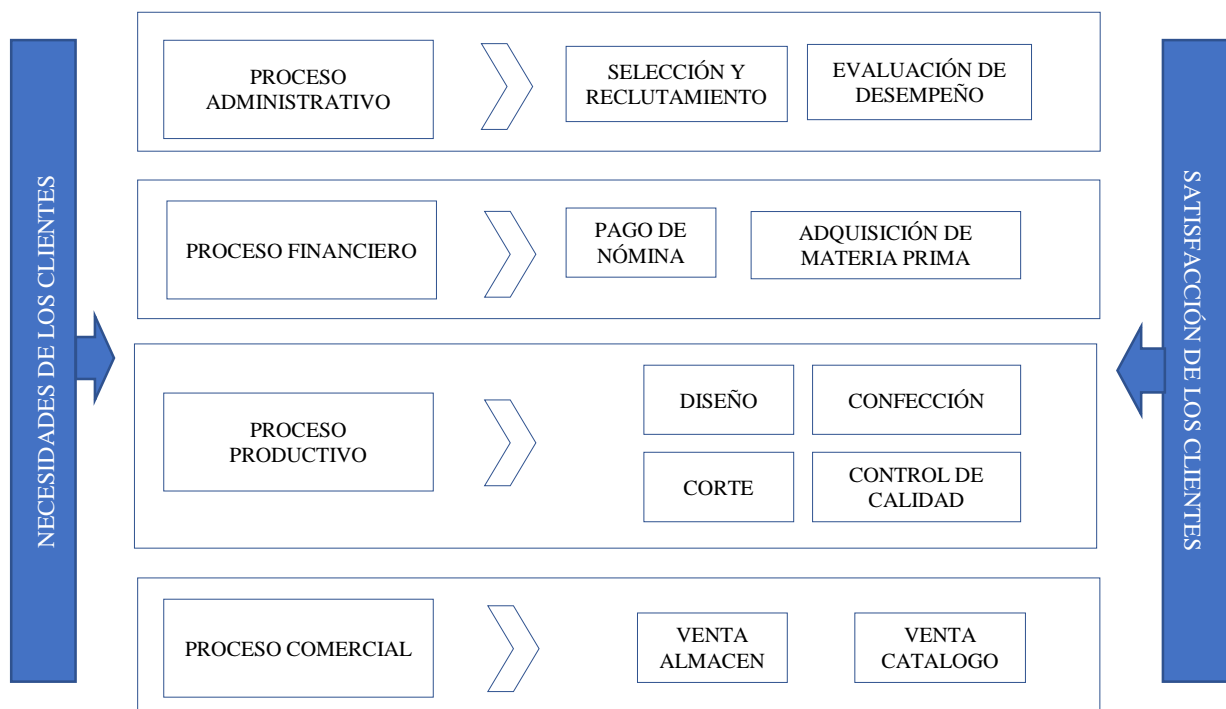 NECESIDADES DE LOS CLIENTES
PROCESO
ADMINISTRATIVO
SELECCIÓN Y
RECLUTAMIENTO
EVALUACIÓN DE
DESEMPEÑO
PROCESO FINANCIERO
PAGO DE
NÓMINA
ADQUISICIÓN DE
MATERIA PRIMA
PROCESO
PRODUCTIVO
DISEÑO
CONFECCIÓN
CORTE
CONTROL DE
CALIDAD
PROCESO COMERCIAL
VENTA
ALMACEN
VENTA
CATALOGO
SATISFACCIÓN DE LOS CLIENTES